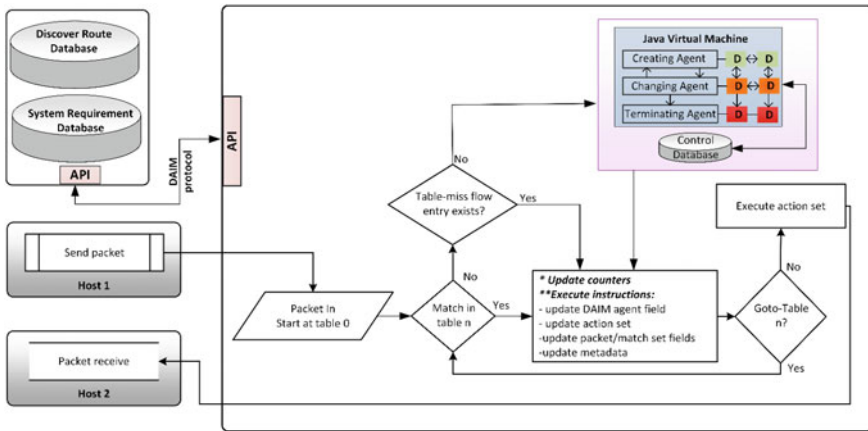 Discover Route
Database
System Requirement
Database
API
DAIM
protocol
API
Java Virtual Machine
Creating Agent
D
D
Changing Agent
D
D
Terminating Agent
D
D
Control
Database
No
Table-miss flow
entry exists?
Yes
Execute action set
Send packet
Host 1
Packet In
Start at table 0
No
Match in
table n
Yes
* Update counters
**Execute instructions:
- update DAIM agent field
- update action set
-update packet/match set fields
-update metadata
No
Goto-Table
n?
Yes
Packet receive
Host 2